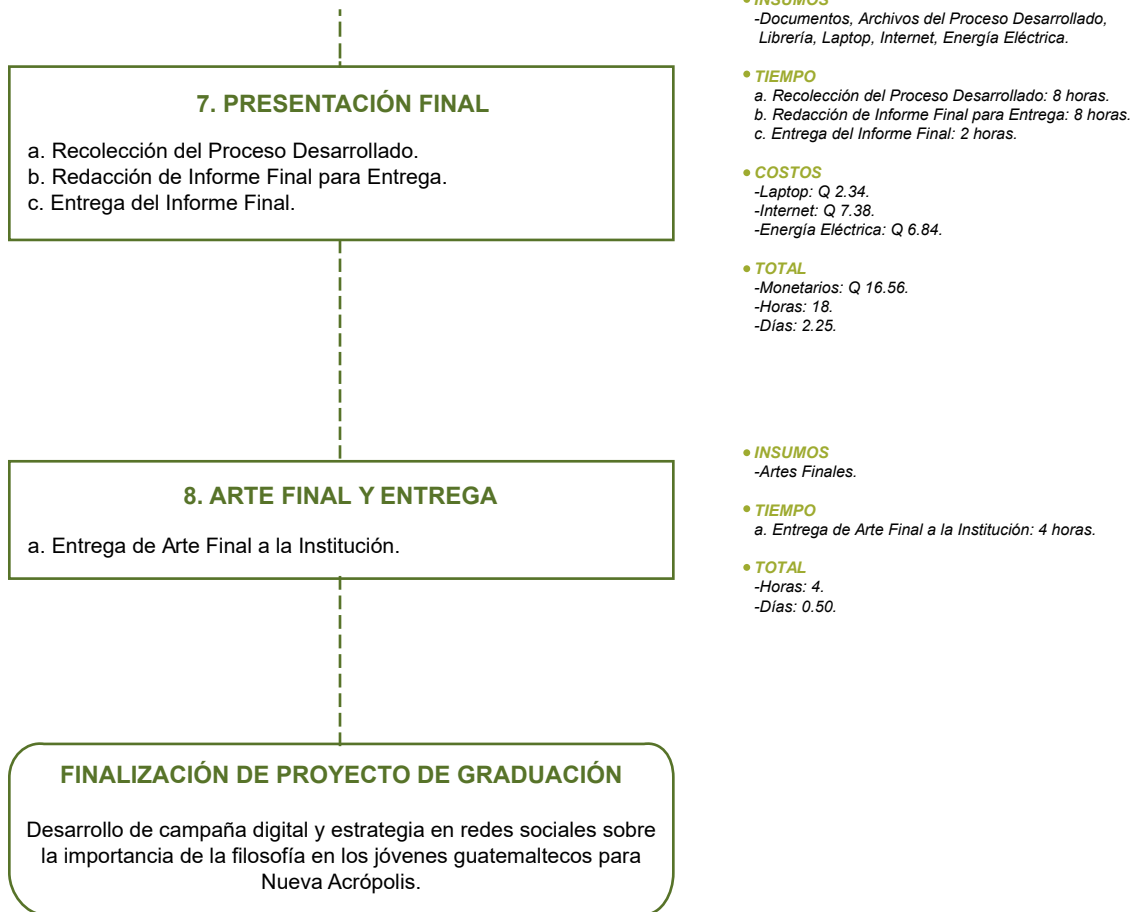 7. PRESENTACIÓN FINAL
a. Recolección del Proceso Desarrollado.
b. Redacción de Informe Final para Entrega.
c. Entrega del Informe Final.
• INSUMOS
-Documentos, Archivos del Proceso Desarrollado,
Librería, Laptop, Internet, Energía Eléctrica.
• TIEMPO
a. Recolección del Proceso Desarrollado: 8 horas.
b. Redacción de Informe Final para Entrega: 8 horas.
c. Entrega del Informe Final: 2 horas.
• COSTOS
-Laptop: Q 2.34.
-Internet: Q 7.38.
-Energía Eléctrica: Q 6.84.
• TOTAL
-Monetarios: Q 16.56.
-Horas: 18.
-Días: 2.25.
8. ARTE FINAL Y ENTREGA
a. Entrega de Arte Final a la Institución.
• INSUMOS
-Artes Finales.
• TIEMPO
a. Entrega de Arte Final a la Institución: 4 horas.
• TOTAL
-Horas: 4.
-Días: 0.50.
FINALIZACIÓN DE PROYECTO DE GRADUACIÓN
Desarrollo de campaña digital y estrategia en redes sociales sobre
la importancia de la filosofía en los jóvenes guatemaltecos para
Nueva Acrópolis.